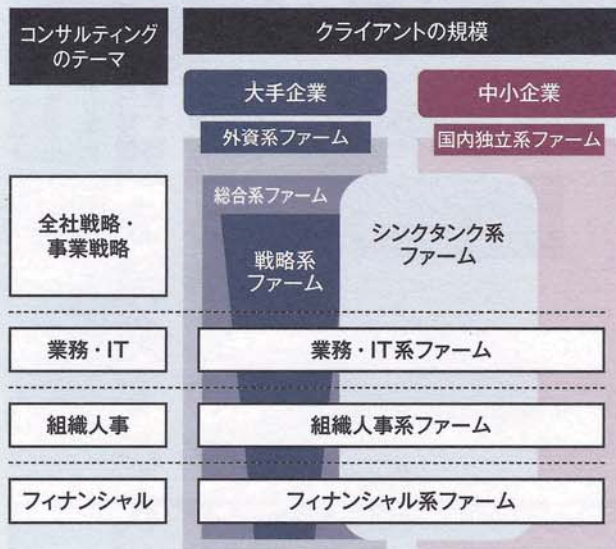 コンサルティング
のテーマ
クライアントの規模
大手企業
中小企業
外資系ファーム
国内独立系ファーム
総合系ファーム
全社戦略・
事業戦略
戦略系
ファーム
シンクタンク系
ファーム
業務・IT
業務・IT系ファーム
組織人事
組織人事系ファーム
フィナンシャル
フィナンシャル系ファーム